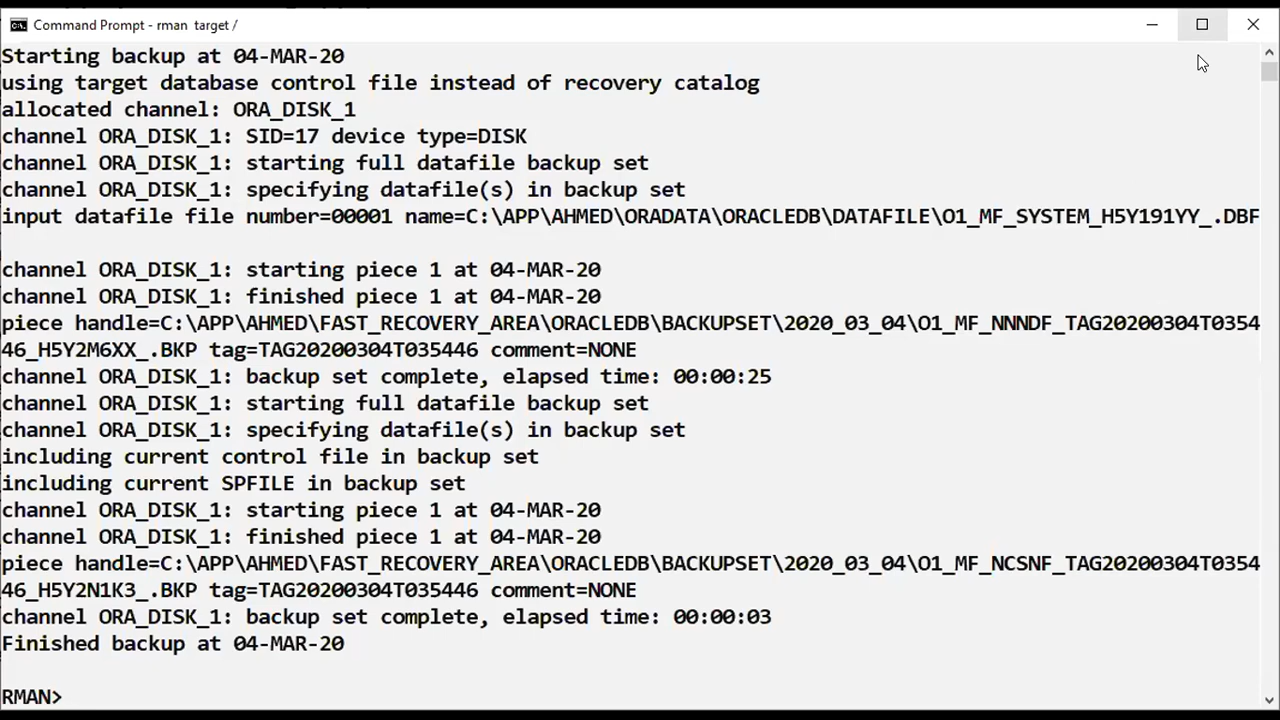 Command Prompt - rman  target /
Starting backup at 04-MAR-20
using target database control file instead of recovery catalog
allocated channel: ORA_DISK_1
channel ORA_DISK_1: SID=17 device type=DISK
channel ORA_DISK_1: starting full datafile backup set
channel ORA_DISK_1: specifying datafile(s) in backup set
input datafile file number=00001 name=C:\APP\AHMED\ORADATA\ORACLEDB\DATAFILE\O1_MF_SYSTEM_H5Y191YY_.DBF
channel ORA_DISK_1: starting piece 1 at 04-MAR-20
channel ORA_DISK_1: finished piece 1 at 04-MAR-20
piece handle=C:\APP\AHMED\FAST_RECOVERY_AREA\ORACLEDB\BACKUPSET\2020_03_04\O1_MF_NNNDF_TAG20200304T0354
46_H5Y2M6XX_.BKP tag=TAG20200304T035446 comment=NONE
channel ORA_DISK_1: backup set complete, elapsed time: 00:00:25
channel ORA_DISK_1: starting full datafile backup set
channel ORA_DISK_1: specifying datafile(s) in backup set
including current control file in backup set
including current SPFILE in backup set
channel ORA_DISK_1: starting piece 1 at 04-MAR-20
channel ORA_DISK_1: finished piece 1 at 04-MAR-20
piece handle=C:\APP\AHMED\FAST_RECOVERY_AREA\ORACLEDB\BACKUPSET\2020_03_04\O1_MF_NCSNF_TAG20200304T0354
46_H5Y2N1K3_.BKP tag=TAG20200304T035446 comment=NONE
channel ORA_DISK_1: backup set complete, elapsed time: 00:00:03
Finished backup at 04-MAR-20
RMAN>